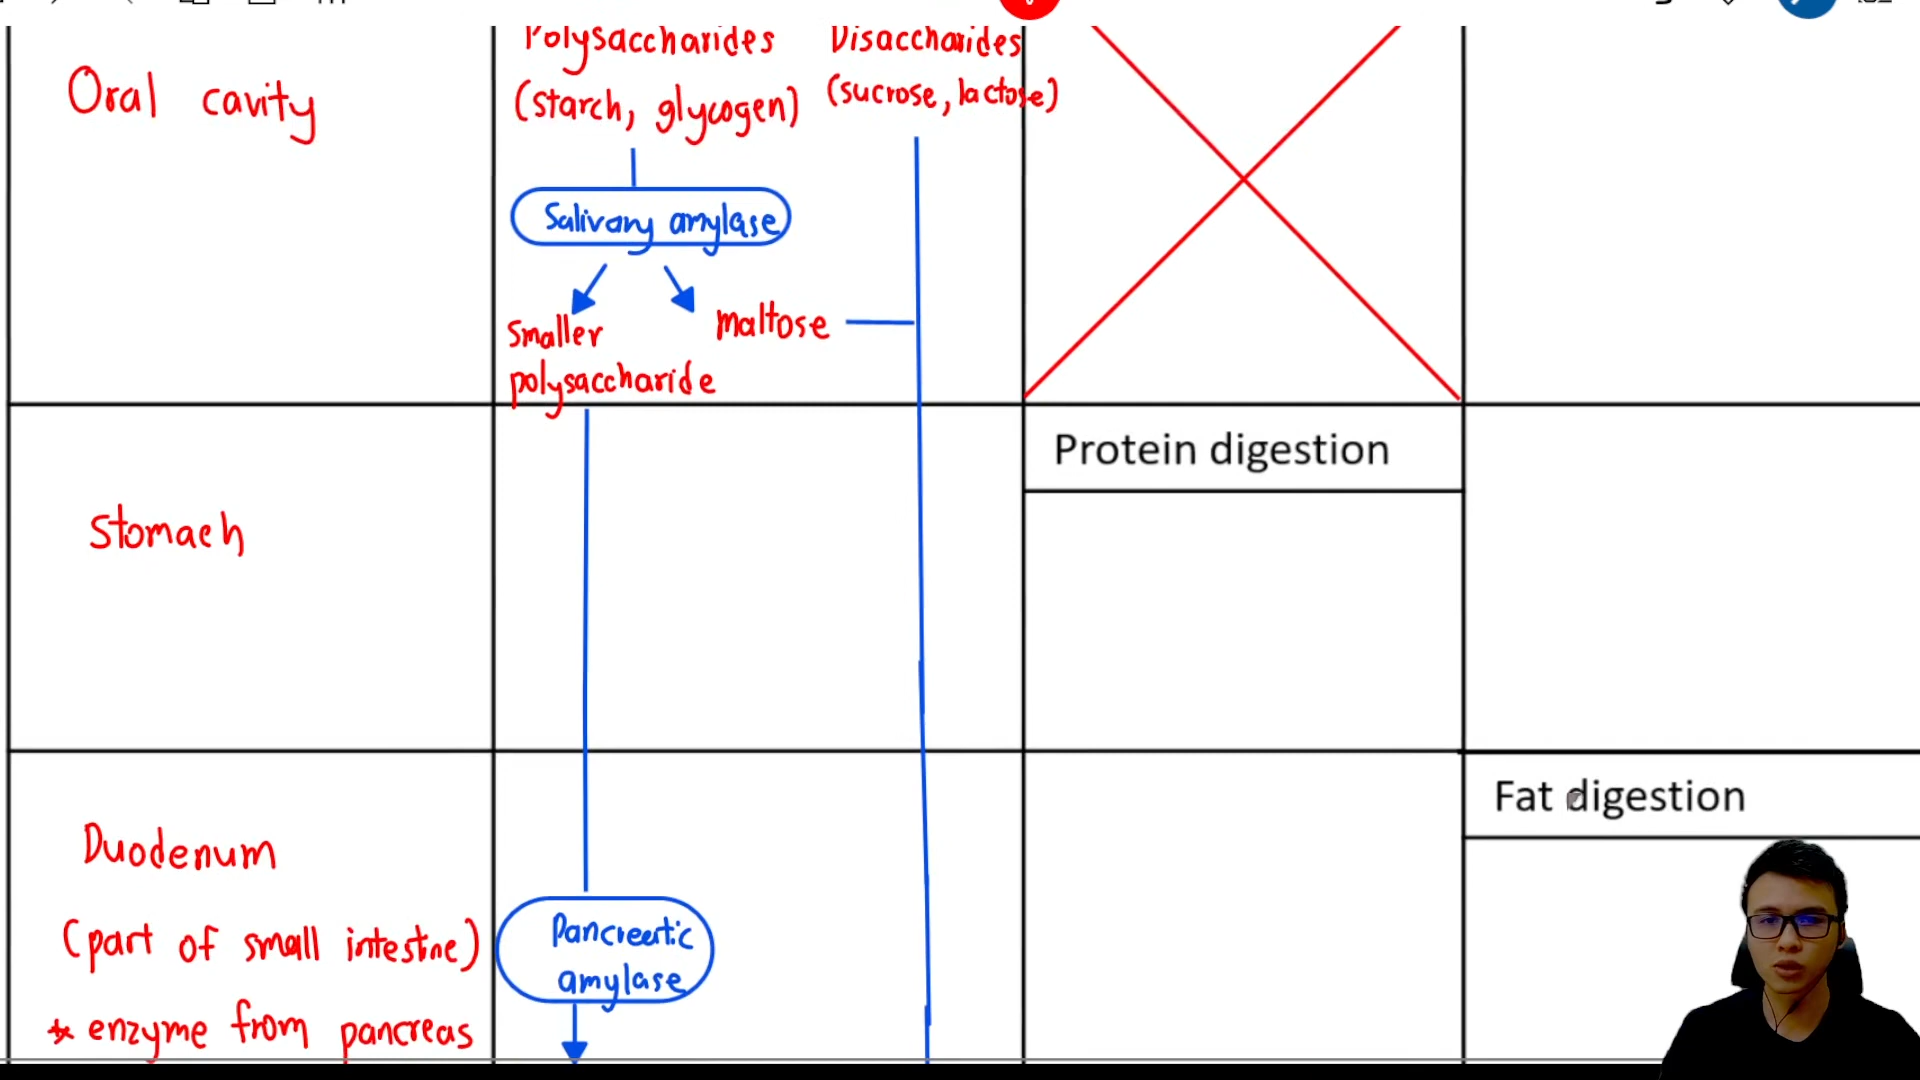 Polysaccharides Disaccharides
Oral cavity (starch, glycogen) (sucrose, lactose)
Salivary amylase
smaller maltose
polysaccharide
Protein digestion
Stomach
Fat digestion
Duodenum
(part of small intestine) Pancreatic
amylase
* enzyme from pancreas